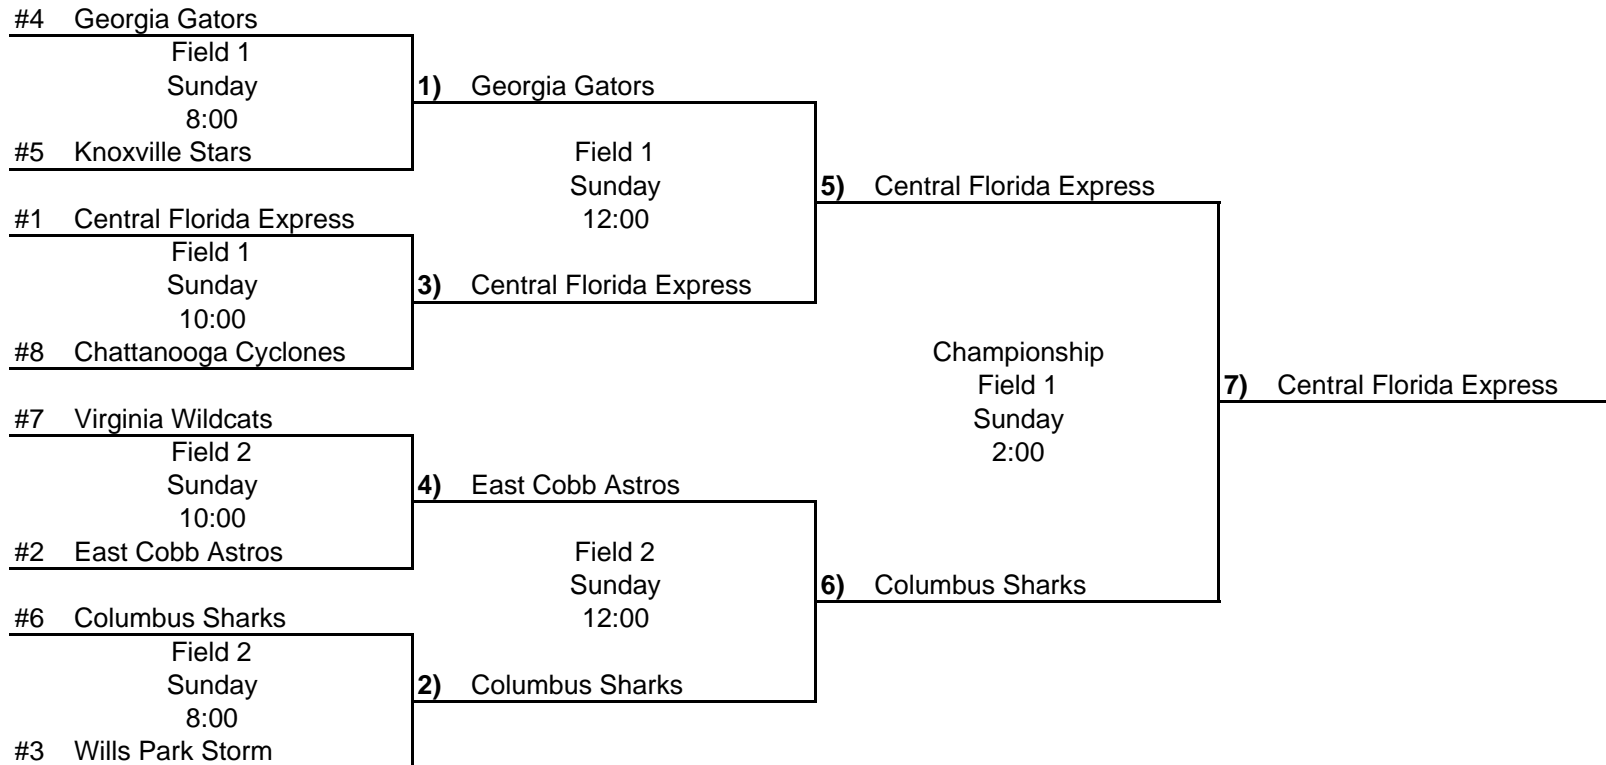 #4 Georgia Gators
Field 1
Sunday
8:00
#5 Knoxville Stars
1) Georgia Gators
#1 Central Florida Express
Field 1
Sunday
10:00
#8 Chattanooga Cyclones
3) Central Florida Express
Field 1
Sunday
12:00
5) Central Florida Express
#7 Virginia Wildcats
Field 2
Sunday
10:00
#2 East Cobb Astros
4) East Cobb Astros
#6 Columbus Sharks
Field 2
Sunday
8:00
#3 Wills Park Storm
2) Columbus Sharks
Field 2
Sunday
12:00
6) Columbus Sharks
Championship
Field 1
Sunday
2:00
7) Central Florida Express